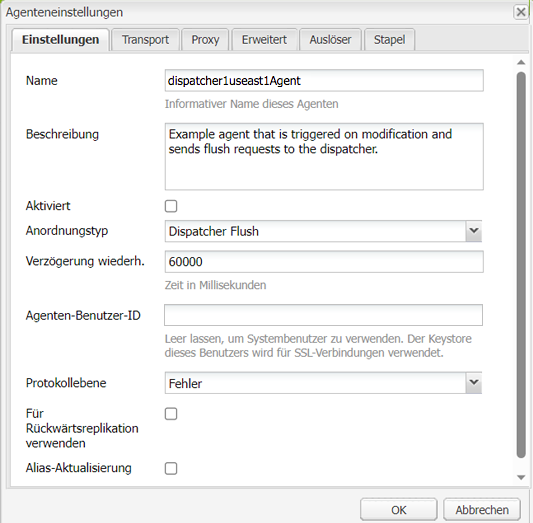 Agenteneinstellungen
Einstellungen Transport Proxy Erweitert Auslöser Stapel
Name dispatcher1useast1Agent
Informativer Name dieses Agenten
Beschreibung Example agent that is triggered on modification and
sends flush requests to the dispatcher.
Aktiviert
Anordnungstyp Dispatcher Flush
Verzögerung wiederh. 60000
Zeit in Millisekunden
Agenten-Benutzer-ID
Leer lassen, um Systembenutzer zu verwenden. Der Keystore
dieses Benutzers wird für SSL-Verbindungen verwendet.
Protokollebene Fehler
Für
Rückwärtsreplikation
verwenden
Alias-Aktualisierung
OK Abbrechen